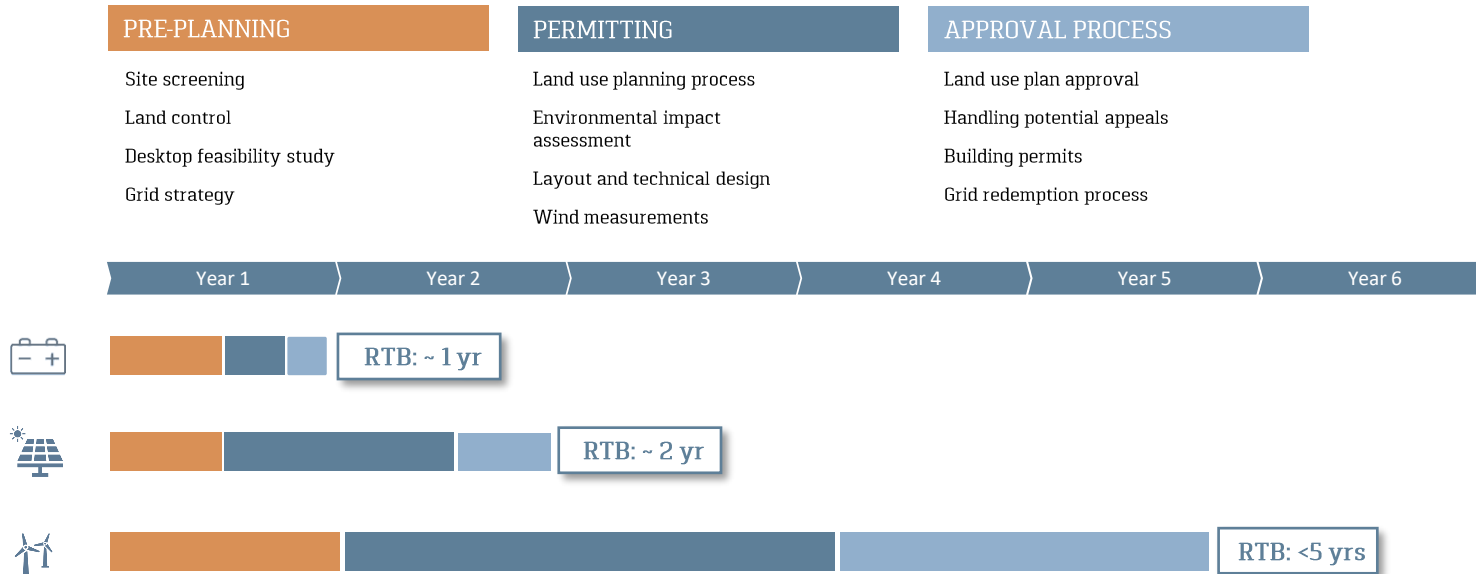 PRE-PLANNING
Site screening
Land control
Desktop feasibility study
Grid strategy
PERMITTING
Land use planning process
Environmental impact
assessment
Layout and technical design
Wind measurements
APPROVAL PROCESS
Land use plan approval
Handling potential appeals
Building permits
Grid redemption process
Year 1
Year 2
Year 3
Year 4
Year 5
Year 6
RTB: ~ 1 yr
RTB: ~ 2 yr
RTB: <5 yrs